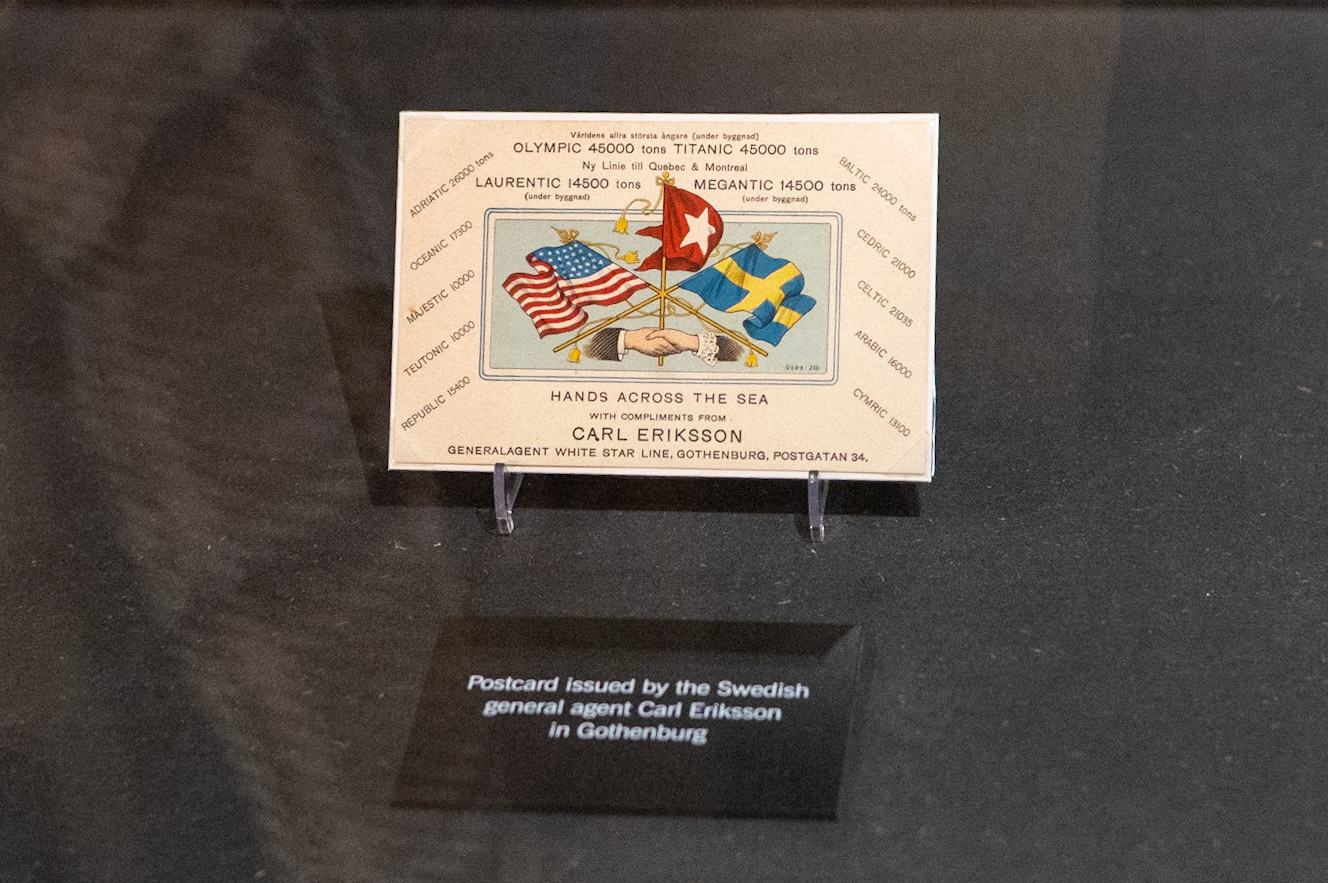 Världens allra största ångare (under byggnad)
OLYMPIC 45000 tons TITANIC 45000 tons
Ny Linie till Quebec & Montreal
LAURENTIC 14500 tons MEGANTIC 14500 tons
(under byggnad) (under byggnad)
ADRIATIC 26000 tons
OCEANIC 17300
MAJESTIC 10000
TEUTONIC 10000
REPUBLIC 15400
BALTIC 24000 tons
CEDRIC 21000
CELTIC 21035
ARABIC 16000
CYMRIC 13100
HANDS ACROSS THE SEA
WITH COMPLIMENTS FROM
CARL ERIKSSON
GENERALAGENT WHITE STAR LINE, GOTHENBURG, POSTGATAN 34.
Postcard issued by the Swedish
general agent Carl Eriksson
in Gothenburg